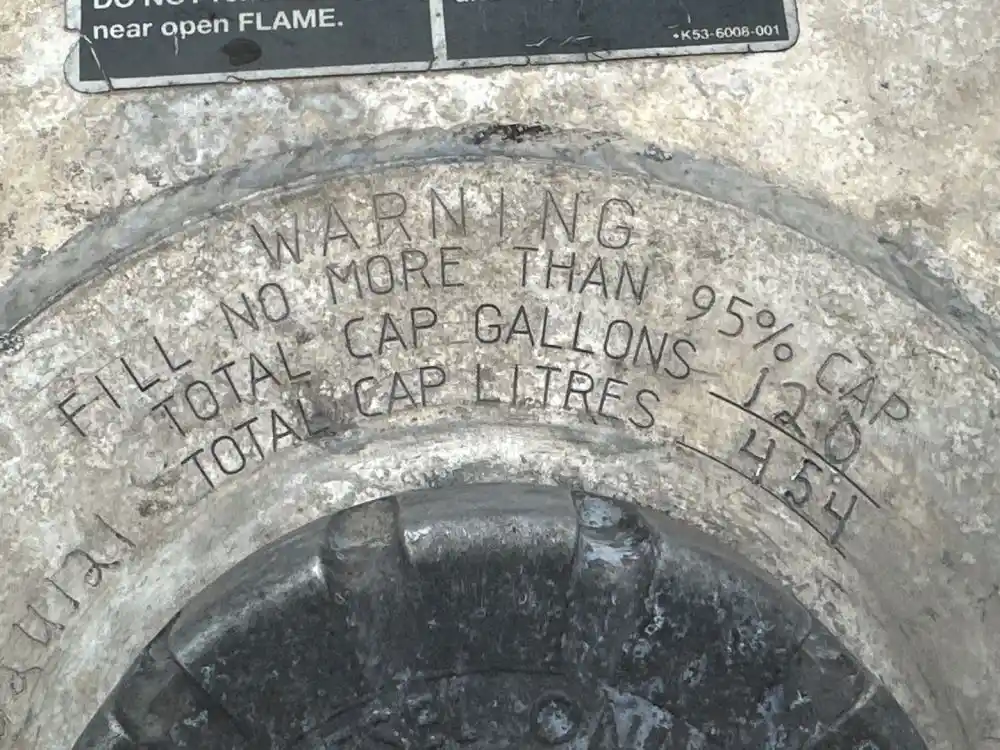 near open FLAME.
•K53-6008-001
WARNING
FILL NO MORE THAN 95% CAP
TOTAL CAP GALLONS 120
TOTAL CAP LITRES 454